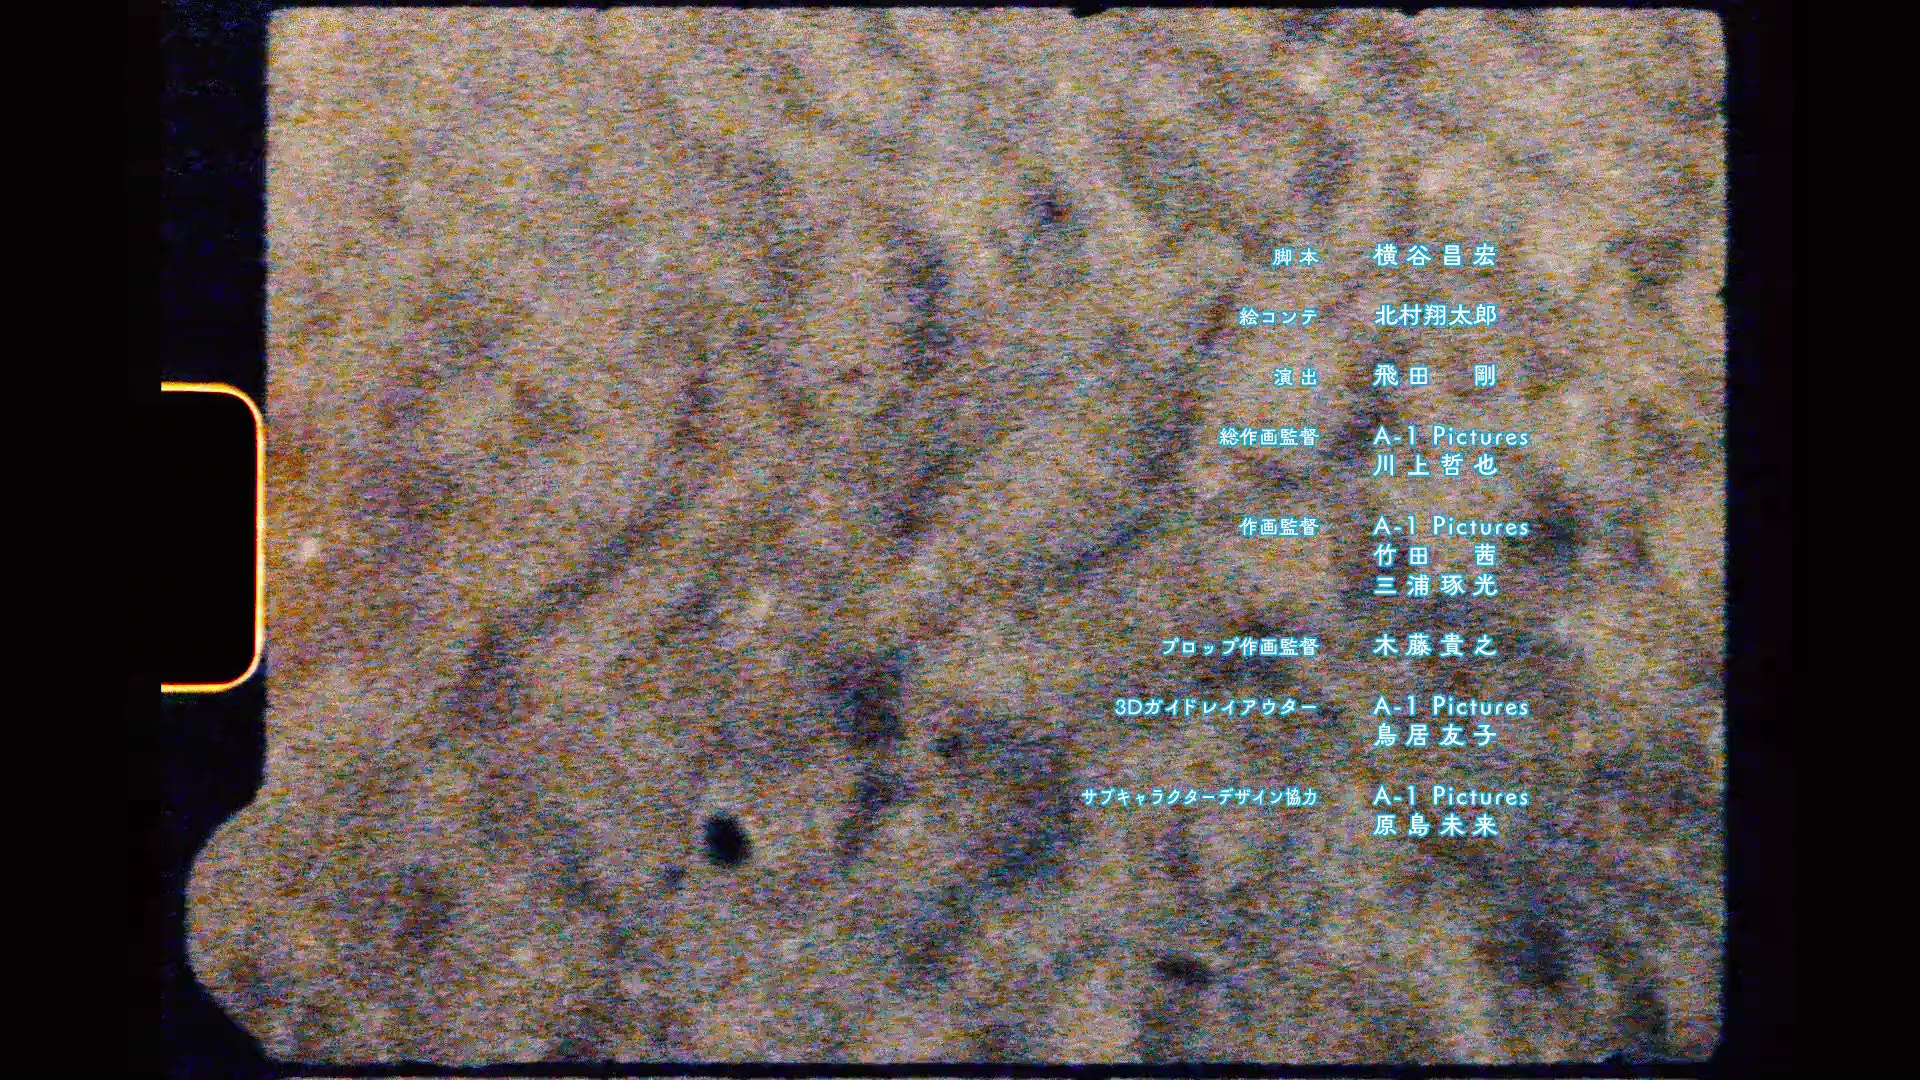 脚本 横谷昌宏
絵コンテ 北村翔太郎
演出 飛田 剛
総作画監督 A-1 Pictures
川上哲也
作画監督 A-1 Pictures
竹田 茜
三浦琢光
プロップ作画監督 木藤貴之
3Dガイドレイアウター A-1 Pictures
鳥居友子
サブキャラクターデザイン協力 A-1 Pictures
原島未来